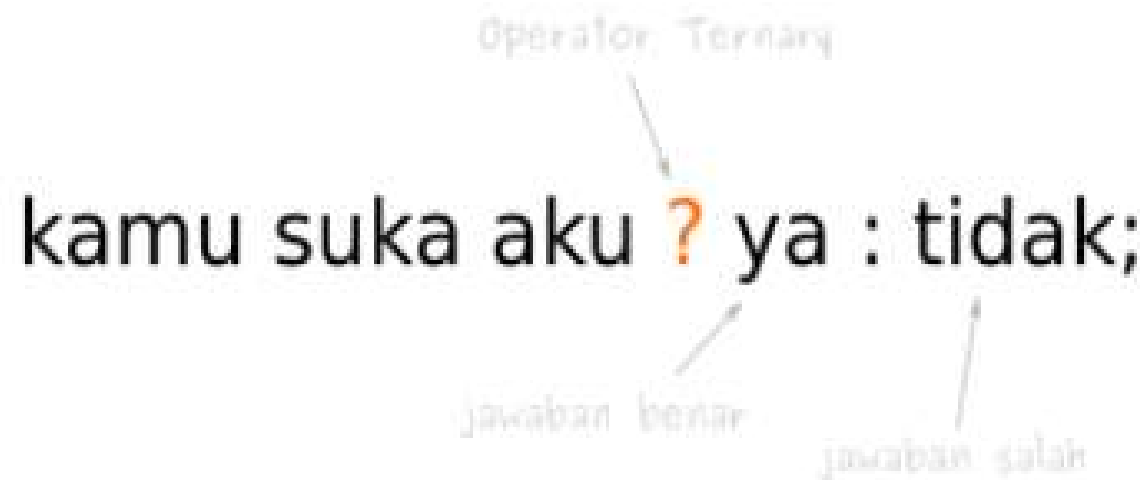 Operator Ternary
kamu suka aku ? ya : tidak;
jawaban benar
jawaban salah